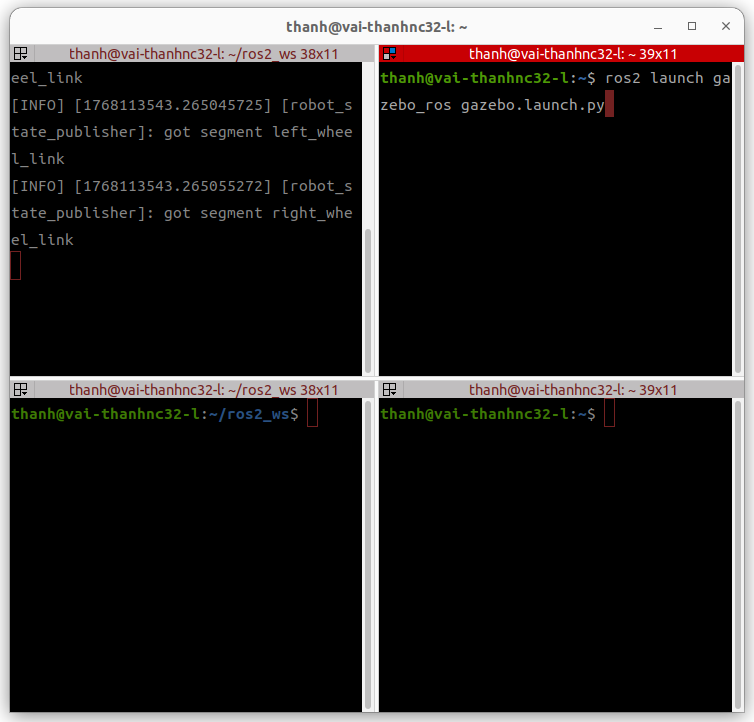 thanh@vai-thanhnc32-l: ~
thanh@vai-thanhnc32-l: ~/ros2_ws 38x11
eel_link
[INFO] [1768113543.265045725] [robot_s
tate_publisher]: got segment left_whee
l_link
[INFO] [1768113543.265055272] [robot_s
tate_publisher]: got segment right_whe
el_link
thanh@vai-thanhnc32-l: ~ 39x11
thanh@vai-thanhnc32-l:~$ ros2 launch ga
zebo_ros gazebo.launch.py
thanh@vai-thanhnc32-l: ~/ros2_ws 38x11
thanh@vai-thanhnc32-l:~/ros2_ws$
thanh@vai-thanhnc32-l: ~ 39x11
thanh@vai-thanhnc32-l:~$